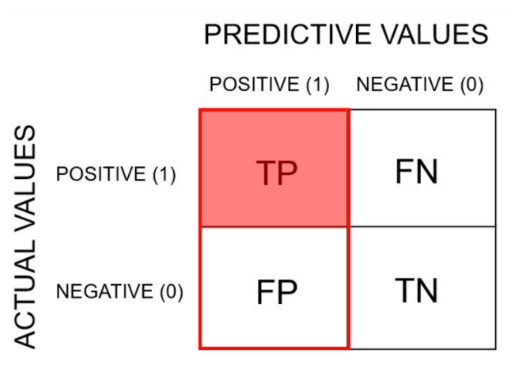 PREDICTIVE VALUES
POSITIVE (1) NEGATIVE (0)
ACTUAL VALUES
POSITIVE (1) TP FN
NEGATIVE (0) FP TN